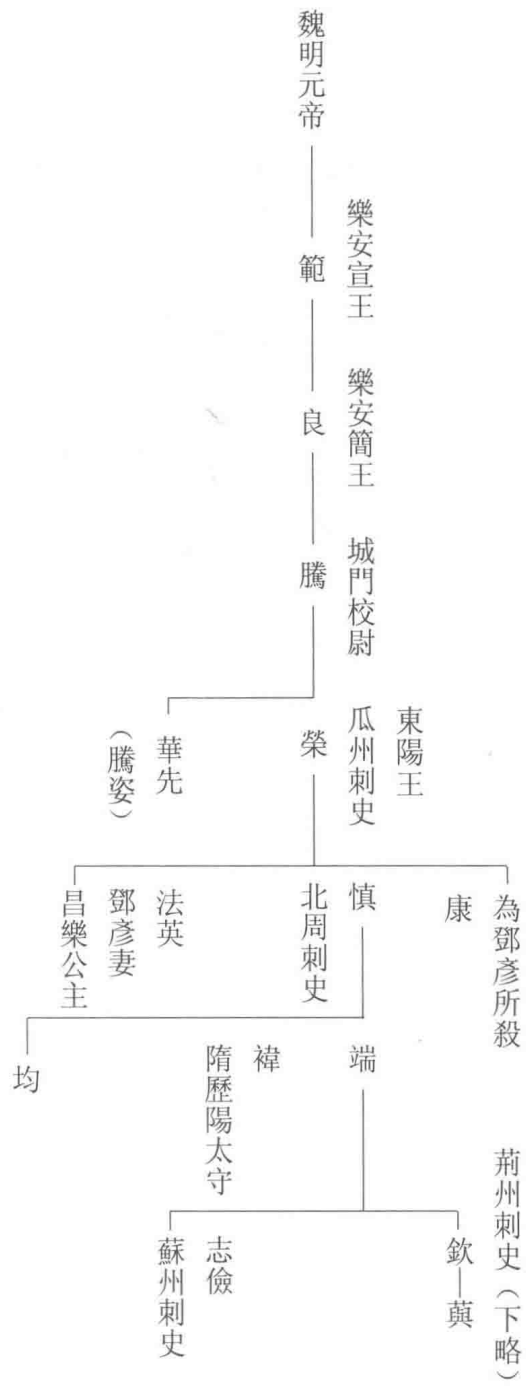 魏明元帝
樂安宣王
範
樂安簡王
良
城門校尉
騰
東陽王
瓜州刺史
榮
華先
（騰姿）
為鄧彥所殺
康
慎
北周刺史
法英
鄧彥妻
昌樂公主
端
褘
隋歷陽太守
均
荊州刺史（下略）
欽
志儉
蘇州刺史